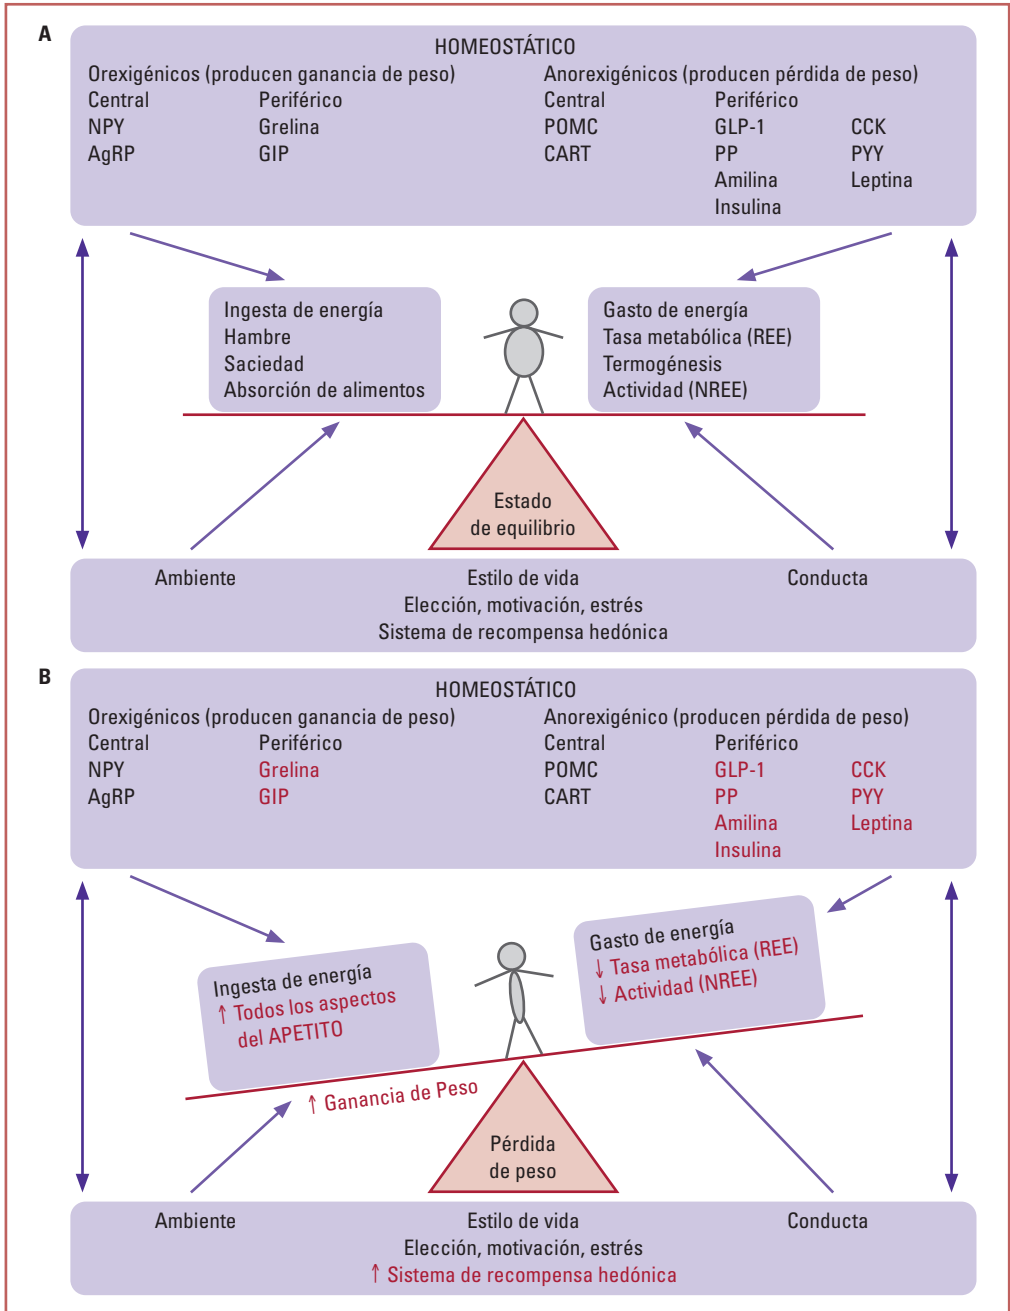 A
HOMEOSTÁTICO
Orexigénicos (producen ganancia de peso)
Central Periférico
NPY Grelina
AgRP GIP
Anorexigénicos (producen pérdida de peso)
Central Periférico
POMC GLP-1 CCK
CART PP PYY
Amilina Leptina
Insulina
Ingesta de energía
Hambre
Saciedad
Absorción de alimentos
Gasto de energía
Tasa metabólica (REE)
Termogénesis
Actividad (NREE)
Estado
de equilibrio
Ambiente Estilo de vida Conducta
Elección, motivación, estrés
Sistema de recompensa hedónica
B
HOMEOSTÁTICO
Orexigénicos (producen ganancia de peso)
Central Periférico
NPY Grelina
AgRP GIP
Anorexigénico (producen pérdida de peso)
Central Periférico
POMC GLP-1 CCK
CART PP PYY
Amilina Leptina
Insulina
Ingesta de energía
↑ Todos los aspectos
del APETITO
Gasto de energía
↓ Tasa metabólica (REE)
↓ Actividad (NREE)
↑ Ganancia de Peso
Pérdida
de peso
Ambiente Estilo de vida Conducta
Elección, motivación, estrés
↑ Sistema de recompensa hedónica